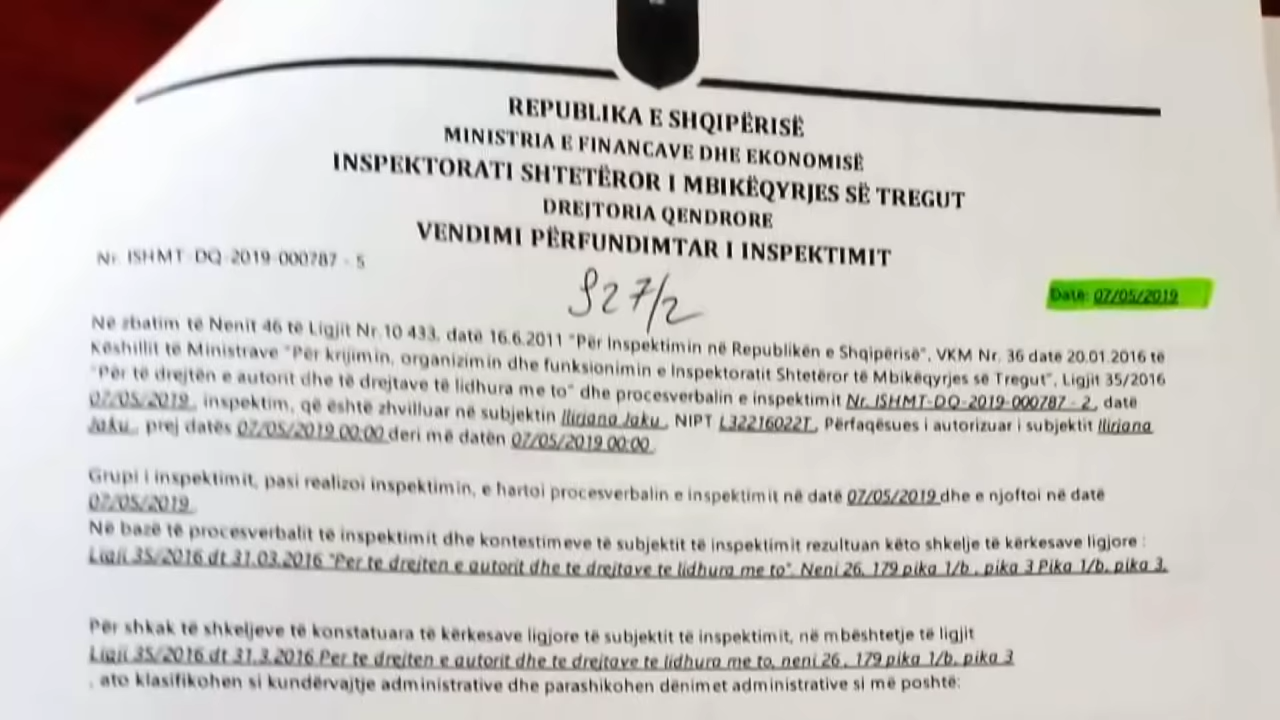 REPUBLIKA E SHQIPËRISË
MINISTRIA E FINANCAVE DHE EKONOMISË
INSPEKTORATI SHTETËROR I MBIKËQYRJES SË TREGUT
DREJTORIA QENDRORE
VENDIMI PËRFUNDIMTAR I INSPEKTIMIT
Nr. ISHMT-DQ-2019-000787 - 5
927/2
Datë: 07/05/2019
Në zbatim të Nenit 46 të Ligjit Nr.10 433, datë 16.6.2011 "Për Inspektimin në Republikën e Shqipërisë", VKM Nr. 36 datë 20.01.2016 të
Këshillit të Ministrave "Për krijimin, organizimin dhe funksionimin e Inspektoratit Shtetëror të Mbikëqyrjes së Tregut", Ligjit 35/2016
"Për të drejtën e autorit dhe të drejtave të lidhura me to" dhe procesverbalin e inspektimit Nr. ISHMT-DQ-2019-000787 - 2, datë
07/05/2019, inspektim, që është zhvilluar në subjektin Iliriana Jaku, NIPT L32216022T, Përfaqësues i autorizuar i subjektit Iliriana
Jaku, prej datës 07/05/2019 00:00 deri më datën 07/05/2019 00:00.
Grupi i inspektimit, pasi realizoi inspektimin, e hartoi procesverbalin e inspektimit në datë 07/05/2019 dhe e njoftoi në datë
07/05/2019.
Në bazë të procesverbalit të inspektimit dhe kontestimeve të subjektit të inspektimit rezultuan këto shkelje të kërkesave ligjore :
Ligji 35/2016 dt 31.03.2016 "Per te drejten e autorit dhe te drejtave te lidhura me to". Neni 26, 179 pika 1/b , pika 3 Pika 1/b, pika 3.
Për shkak të shkeljeve të konstatuara të kërkesave ligjore të subjektit të inspektimit, në mbështetje të ligjit
Ligji 35/2016 dt 31.3.2016 Per te drejten e autorit dhe te drejtave te lidhura me to, neni 26 , 179 pika 1/b, pika 3
, ato klasifikohen si kundërvajtje administrative dhe parashikohen dënimet administrative si më poshtë: